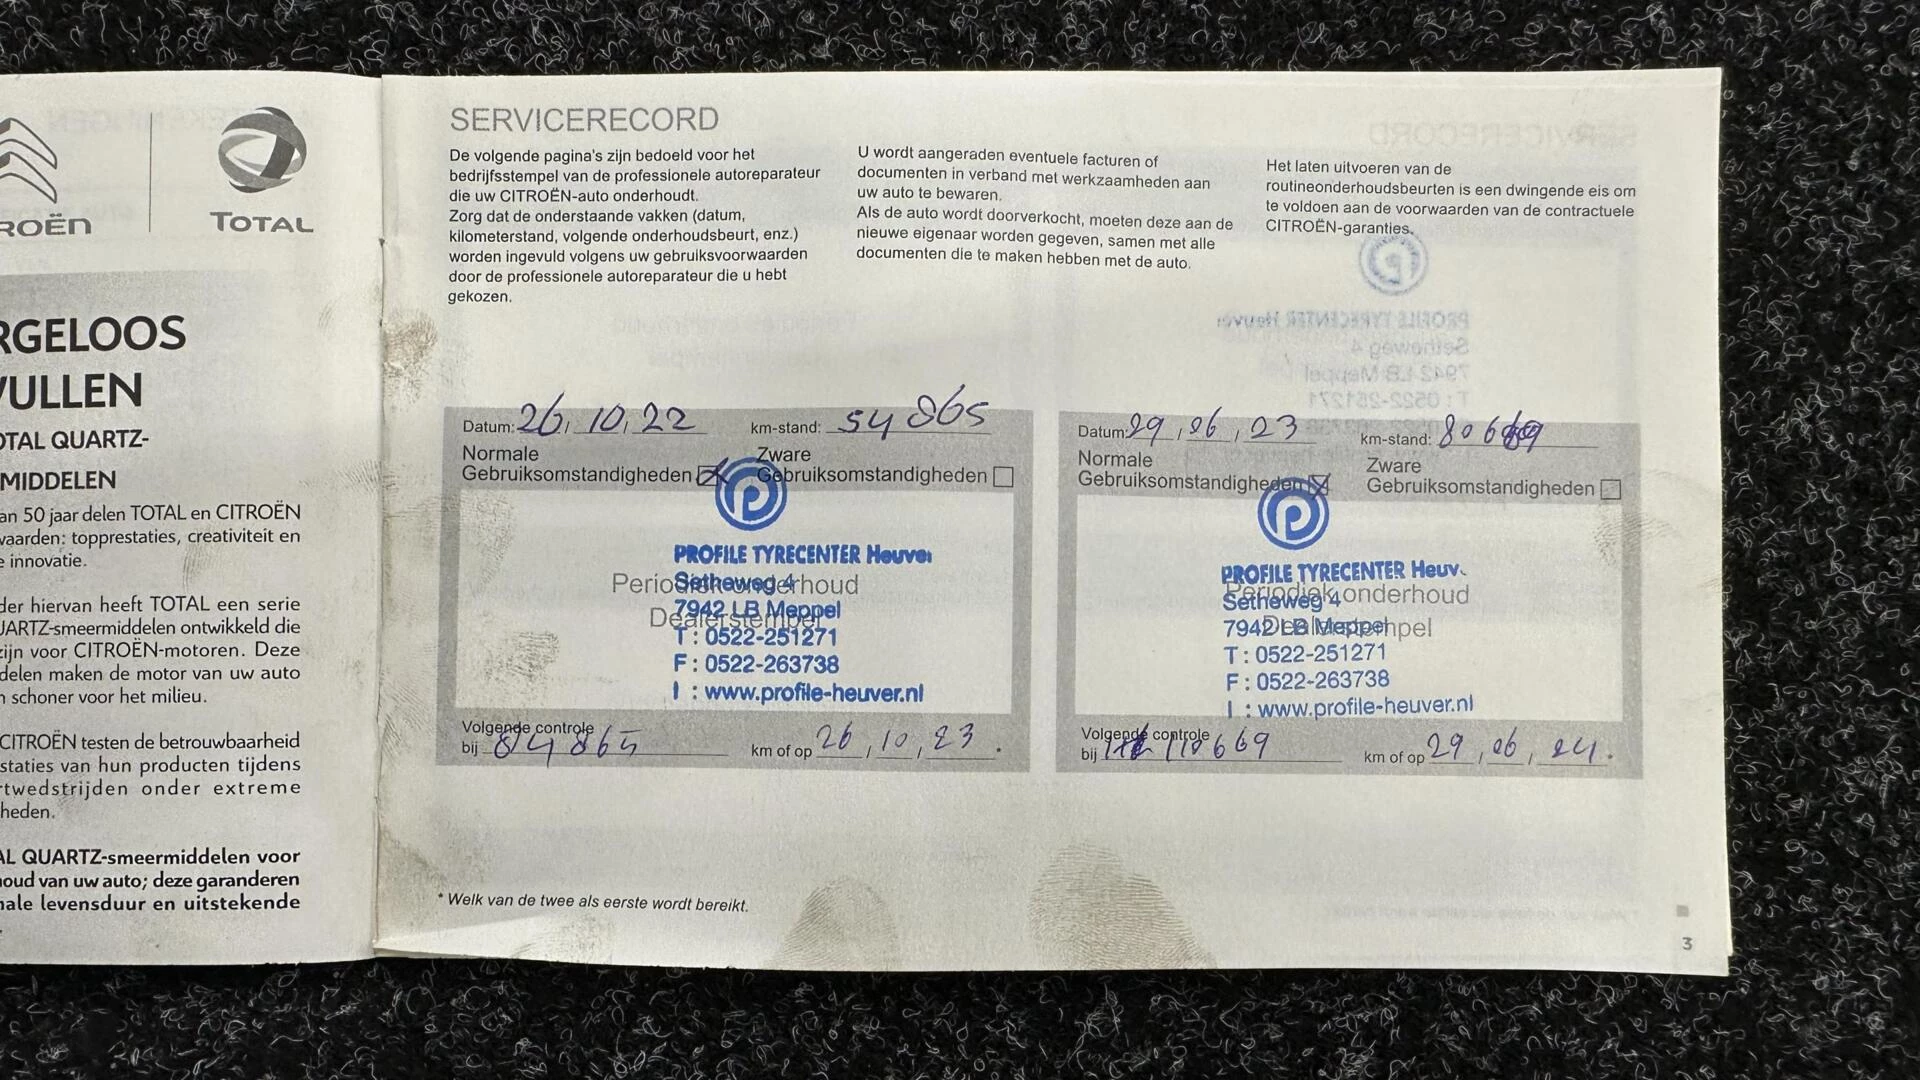 ROËN
TOTAL
RGELOOS
VULLEN
OTAL QUARTZ-
MIDDELEN
an 50 jaar delen TOTAL en CITROËN
vaarden: topprestaties, creativiteit en
e innovatie.
der hiervan heeft TOTAL een serie
UARTZ-smeermiddelen ontwikkeld die
zijn voor CITROËN-motoren. Deze
delen maken de motor van uw auto
n schoner voor het milieu.
CITROËN testen de betrouwbaarheid
staties van hun producten tijdens
rtwedstrijden onder extreme
heden.
AL QUARTZ-smeermiddelen voor
houd van uw auto; deze garanderen
nale levensduur en uitstekende
SERVICERECORD
De volgende pagina's zijn bedoeld voor het
bedrijfsstempel van de professionele autoreparateur
die uw CITROËN-auto onderhoudt.
Zorg dat de onderstaande vakken (datum,
kilometerstand, volgende onderhoudsbeurt, enz.)
worden ingevuld volgens uw gebruiksvoorwaarden
door de professionele autoreparateur die u hebt
gekozen.
U wordt aangeraden eventuele facturen of
documenten in verband met werkzaamheden aan
uw auto te bewaren.
Als de auto wordt doorverkocht, moeten deze aan de
nieuwe eigenaar worden gegeven, samen met alle
documenten die te maken hebben met de auto.
Het laten uitvoeren van de
routineonderhoudsbeurten is een dwingende eis om
te voldoen aan de voorwaarden van de contractuele
CITROËN-garanties.
Datum: 26, 10, 22 km-stand: 54 865
Normale Zware
Gebruiksomstandigheden Gebruiksomstandigheden
PROFILE TYRECENTER Heuver
Periodiek onderhoud
Setheweg 4
Dealerstempel
7942 LB Meppel
T : 0522-251271
F : 0522-263738
I : www.profile-heuver.nl
Volgende controle
bij 84 865 km of op 26, 10, 23.
Datum: 29, 06, 23 km-stand: 80 669
Normale Zware
Gebruiksomstandigheden Gebruiksomstandigheden
PROFILE TYRECENTER Heuv
Periodiek onderhoud
Setheweg 4
Dealerstempel
7942 LB Meppel
T : 0522-251271
F : 0522-263738
I : www.profile-heuver.nl
Volgende controle
bij 110669 km of op 29, 06, 24.
* Welk van de twee als eerste wordt bereikt.
3